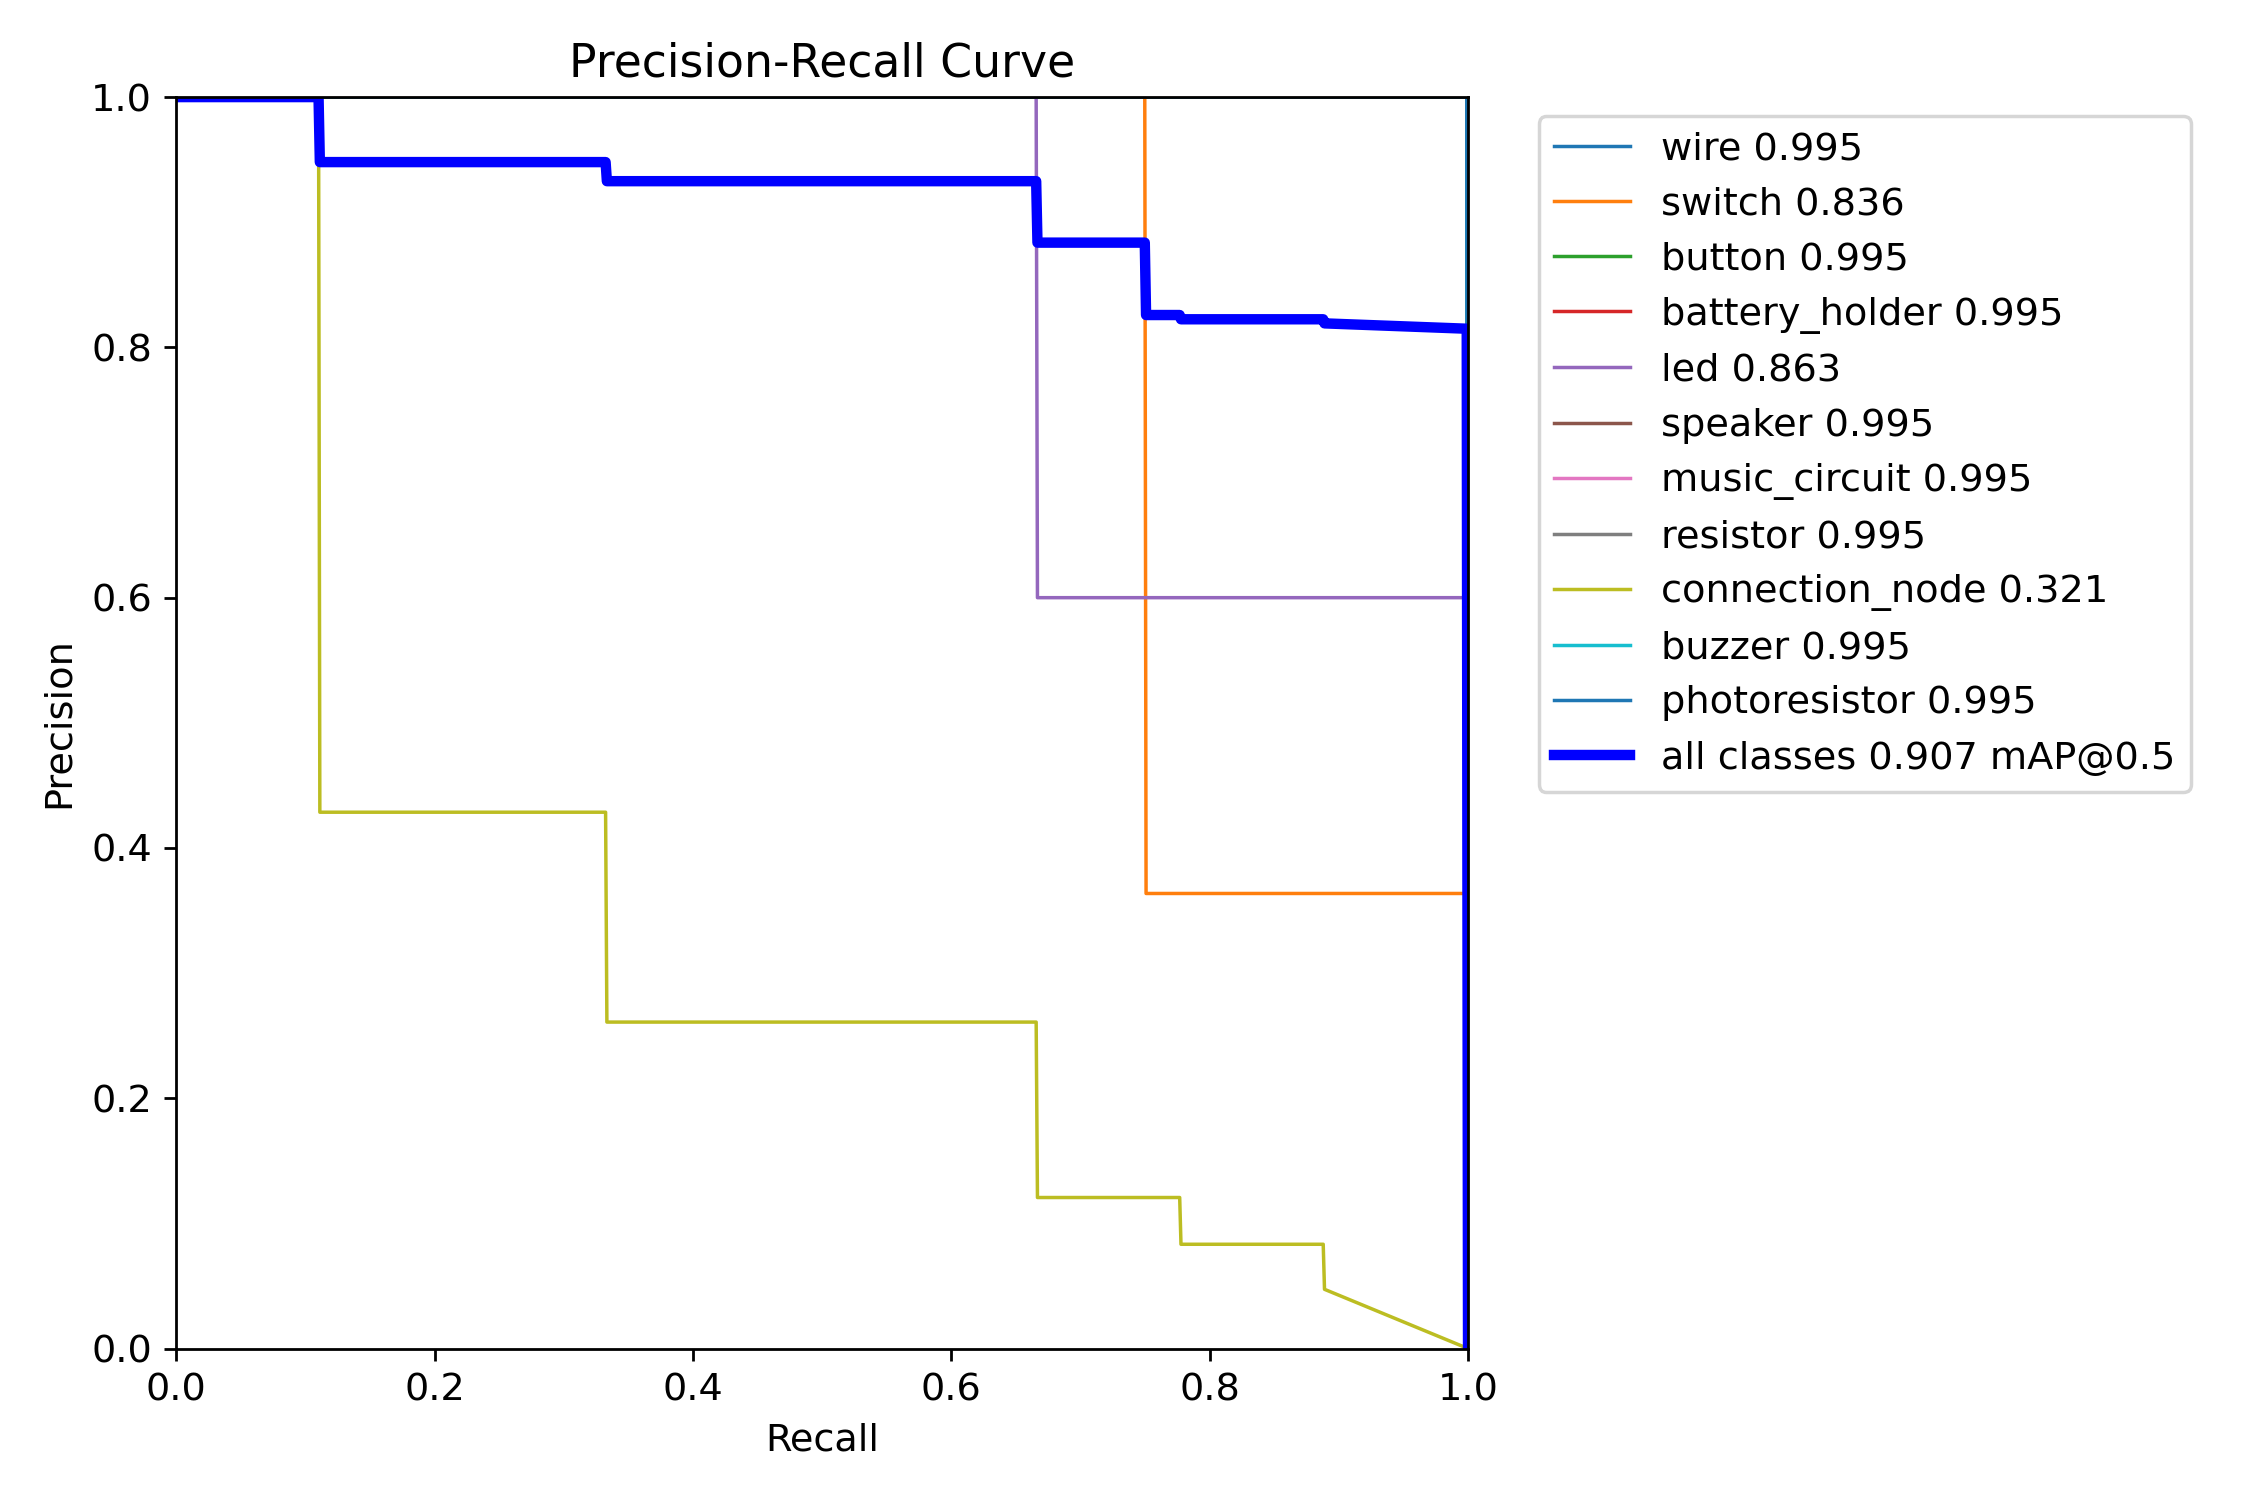 Precision-Recall Curve
1.0
0.8
0.6
0.4
0.2
0.0
Precision
0.0 0.2 0.4 0.6 0.8 1.0
Recall
wire 0.995
switch 0.836
button 0.995
battery_holder 0.995
led 0.863
speaker 0.995
music_circuit 0.995
resistor 0.995
connection_node 0.321
buzzer 0.995
photoresistor 0.995
all classes 0.907 mAP@0.5